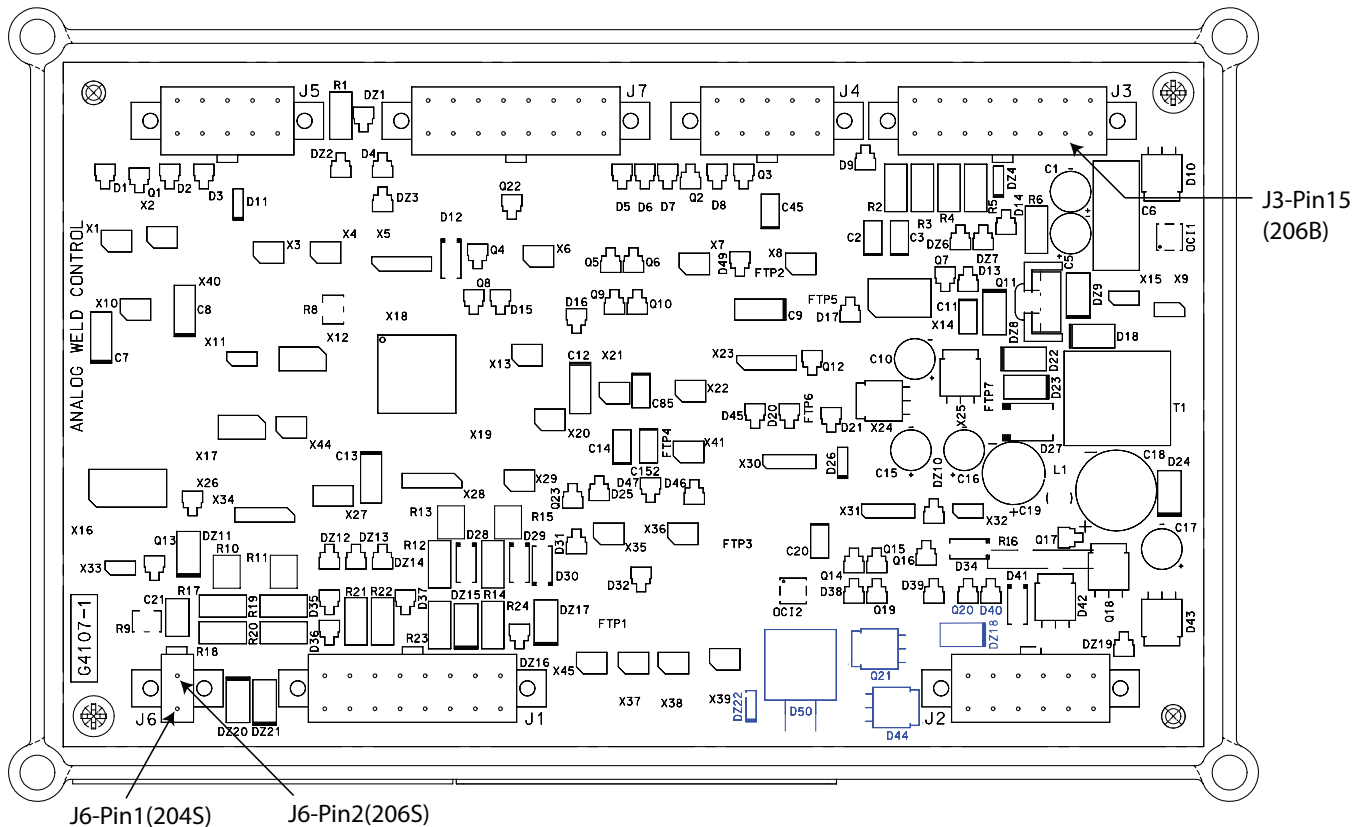 J5 R1 DZ1 J7 J4 J3
DZ2 D4 D9
D1 Q1 D2 D3 D5 D6 D7 Q2 D8 Q3 DZ4 C1 D10
X2 D11 DZ3 Q22 C45 R2 R3 R4 R5 D14 R6 C6
J3-Pin15
(206B)
X1 X3 X4 X5 D12 Q4 X6 Q5 Q6 X7 D49 FTP2 X8 C2 C3 DZ6 DZ7 C5 OCI1
X10 X40 C8 R8 X12 Q8 D15 D16 Q9 Q10 C9 FTP5 D17 Q7 D13 Q11 C11 X14 DZ8 DZ9 X15 X9
ANALOG WELD CONTROL
C7 X11 X18 X13 C12 X21 X23 Q12 C10 D18
X22 C85 D22 D23 FTP7 T1
X17 X44 X19 X20 C14 FTP4 X41 D45 D20 FTP6 D21 X24 X25 D27
C13 C152 X30 D26 C15 DZ10 C16 L1 C18 D24
X16 X26 X34 X27 X28 X29 Q23 D25 D47 D46 X31 X32 C19 C17
Q13 DZ11 R13 R15 X35 X36 FTP3 C20 Q17
X33 R10 R11 DZ12 DZ13 DZ14 R12 D28 D29 D31 D30 Q14 Q15 Q16 D34 R16
D32 OCI2 D38 Q19 D39 Q20 D40 D41 D42 Q18 D43
G4107-1
R9 C21 R17 R19 D35 R21 R22 D37 DZ15 R14 R24 DZ17 FTP1 DZ18
R18 R20 D36 R23 DZ16 X45 X37 X38 X39 Q21 DZ19
J6 DZ20 DZ21 J1 DZ22 D50 D44 J2
J6-Pin1(204S)
J6-Pin2(206S)